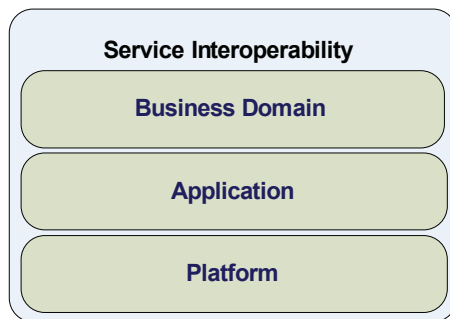 Service Interoperability
Business Domain
Application
Platform